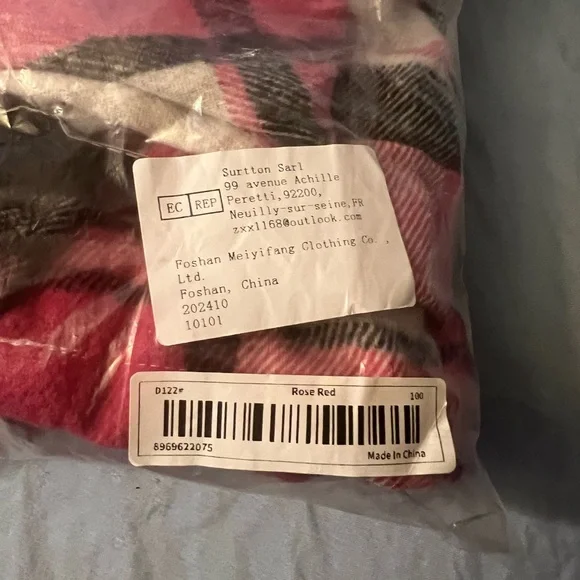 Surtton Sarl
99 avenue Achille
EC REP Peretti,92200,
Neuilly-sur-seine,FR
zxx1168@outlook.com
Foshan Meiyifang Clothing Co.,
Ltd.
Foshan, China
202410
10101
D122# Rose Red 100
8969622075 Made In China